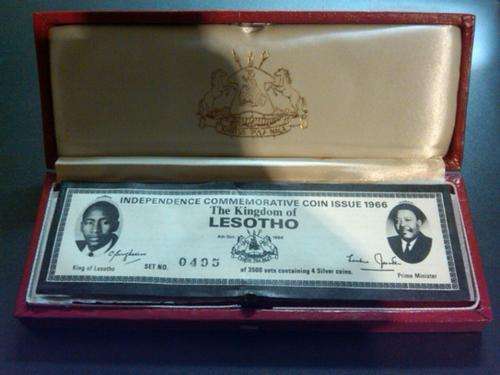 INDEPENDENCE COMMEMORATIVE COIN ISSUE 1966
The Kingdom of
LESOTHO
King of Lesotho
SET NO. 0495
of 3500 sets containing 4 Silver coins.
Prime Minister